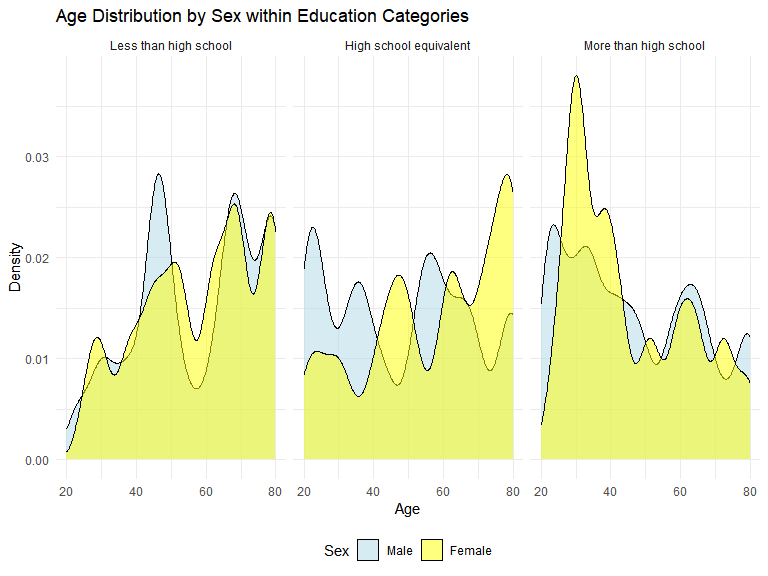 Age Distribution by Sex within Education Categories
Less than high school
High school equivalent
More than high school
Density
0.03
0.02
0.01
0.00
20 40 60 80 20 40 60 80 20 40 60 80
Age
Sex Male Female